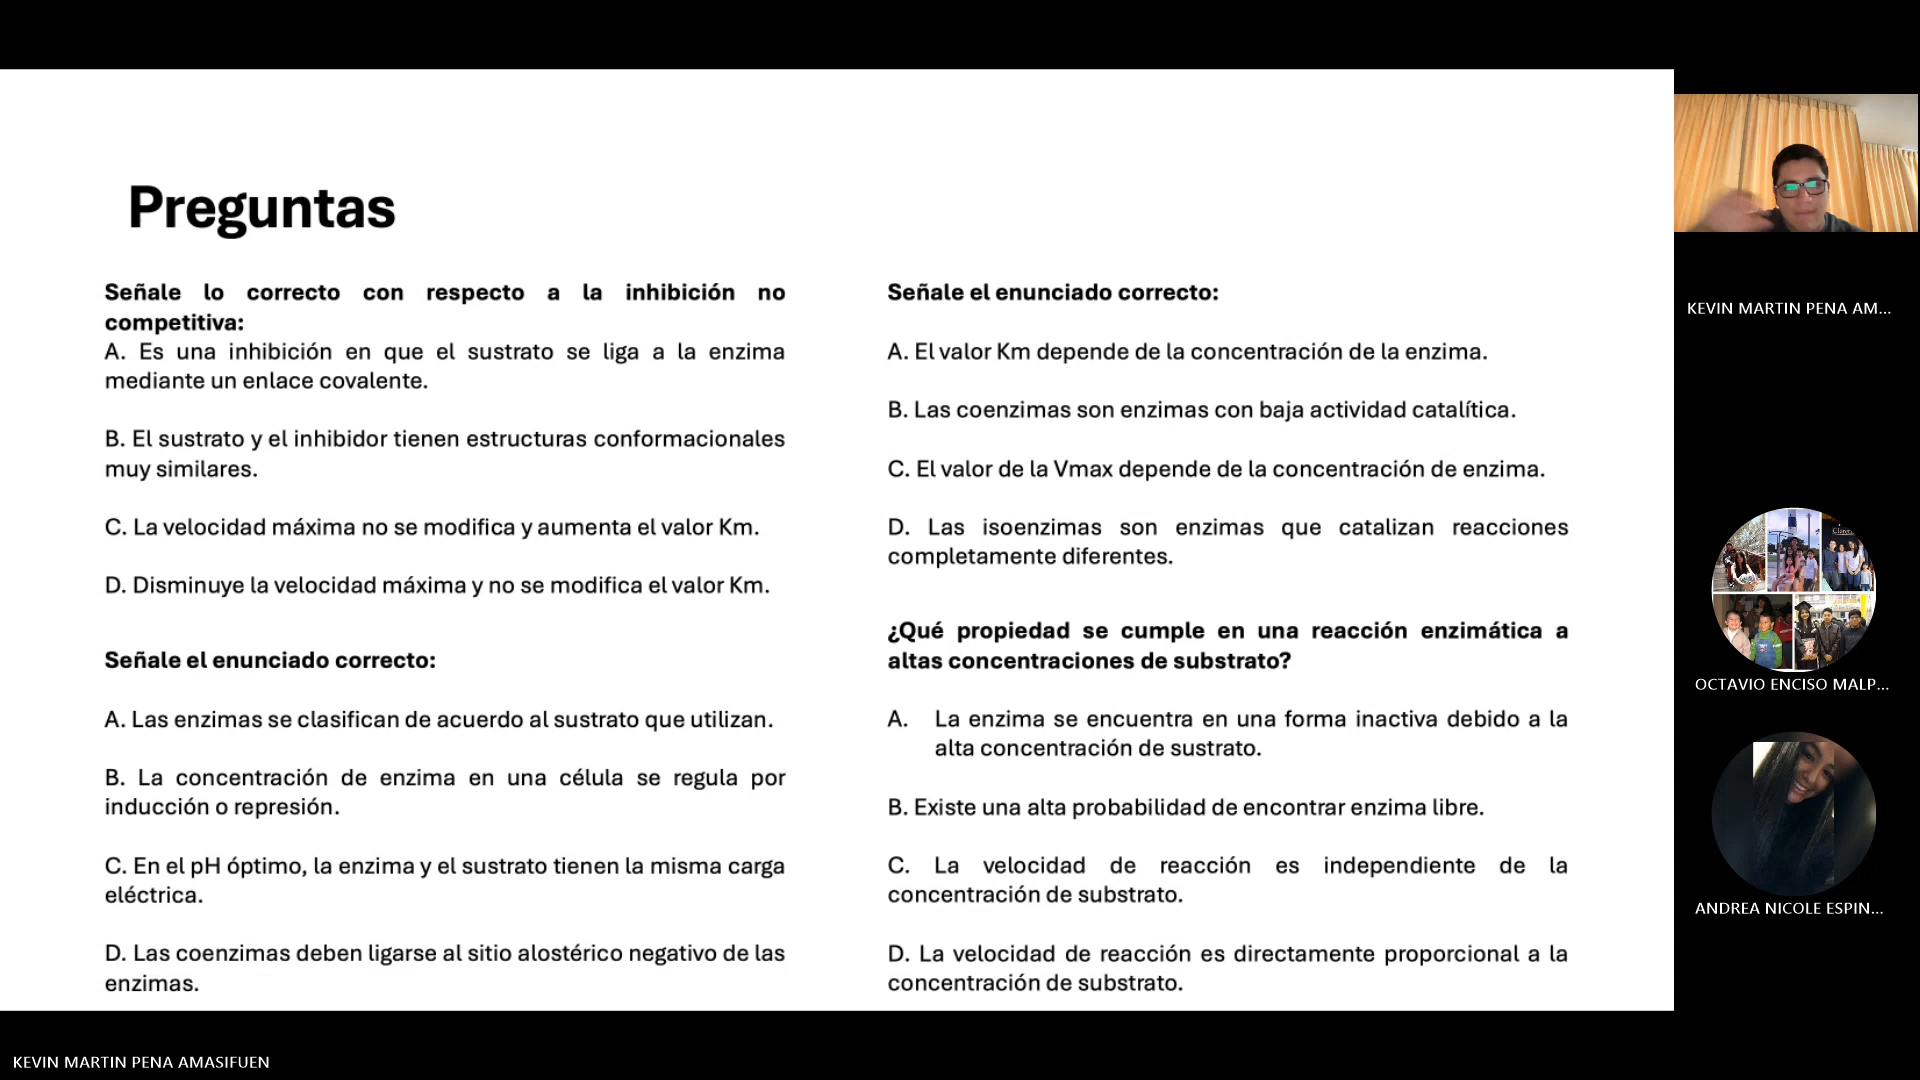 Preguntas
Señale lo correcto con respecto a la inhibición no
competitiva:
A. Es una inhibición en que el sustrato se liga a la enzima
mediante un enlace covalente.
B. El sustrato y el inhibidor tienen estructuras conformacionales
muy similares.
C. La velocidad máxima no se modifica y aumenta el valor Km.
D. Disminuye la velocidad máxima y no se modifica el valor Km.
Señale el enunciado correcto:
A. Las enzimas se clasifican de acuerdo al sustrato que utilizan.
B. La concentración de enzima en una célula se regula por
inducción o represión.
C. En el pH óptimo, la enzima y el sustrato tienen la misma carga
eléctrica.
D. Las coenzimas deben ligarse al sitio alostérico negativo de las
enzimas.
Señale el enunciado correcto:
A. El valor Km depende de la concentración de la enzima.
B. Las coenzimas son enzimas con baja actividad catalítica.
C. El valor de la Vmax depende de la concentración de enzima.
D. Las isoenzimas son enzimas que catalizan reacciones
completamente diferentes.
¿Qué propiedad se cumple en una reacción enzimática a
altas concentraciones de substrato?
A. La enzima se encuentra en una forma inactiva debido a la
alta concentración de sustrato.
B. Existe una alta probabilidad de encontrar enzima libre.
C. La velocidad de reacción es independiente de la
concentración de substrato.
D. La velocidad de reacción es directamente proporcional a la
concentración de substrato.
KEVIN MARTIN PENA AM...
OCTAVIO ENCISO MALP...
ANDREA NICOLE ESPIN...
KEVIN MARTIN PENA AMASIFUEN